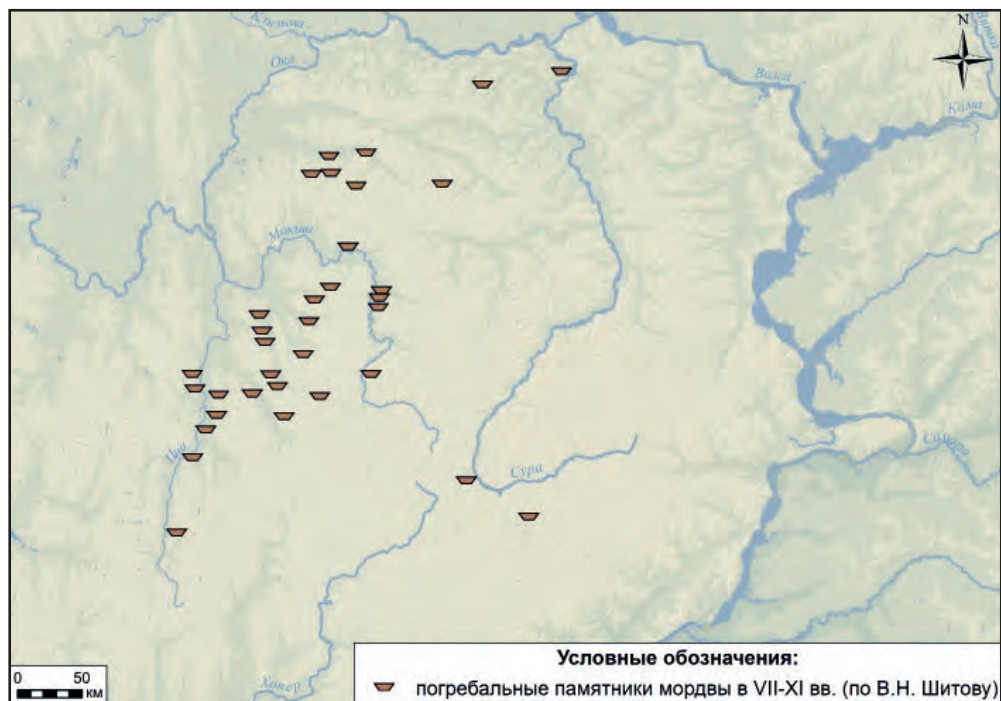 Клязьма
N
Вятка
Ока
Волга
Кама
Мокша
Цна
Сура
Самара
Хопер
0 50
КМ
Условные обозначения:
погребальные памятники мордвы в VII-XI вв. (по В.Н. Шитову)